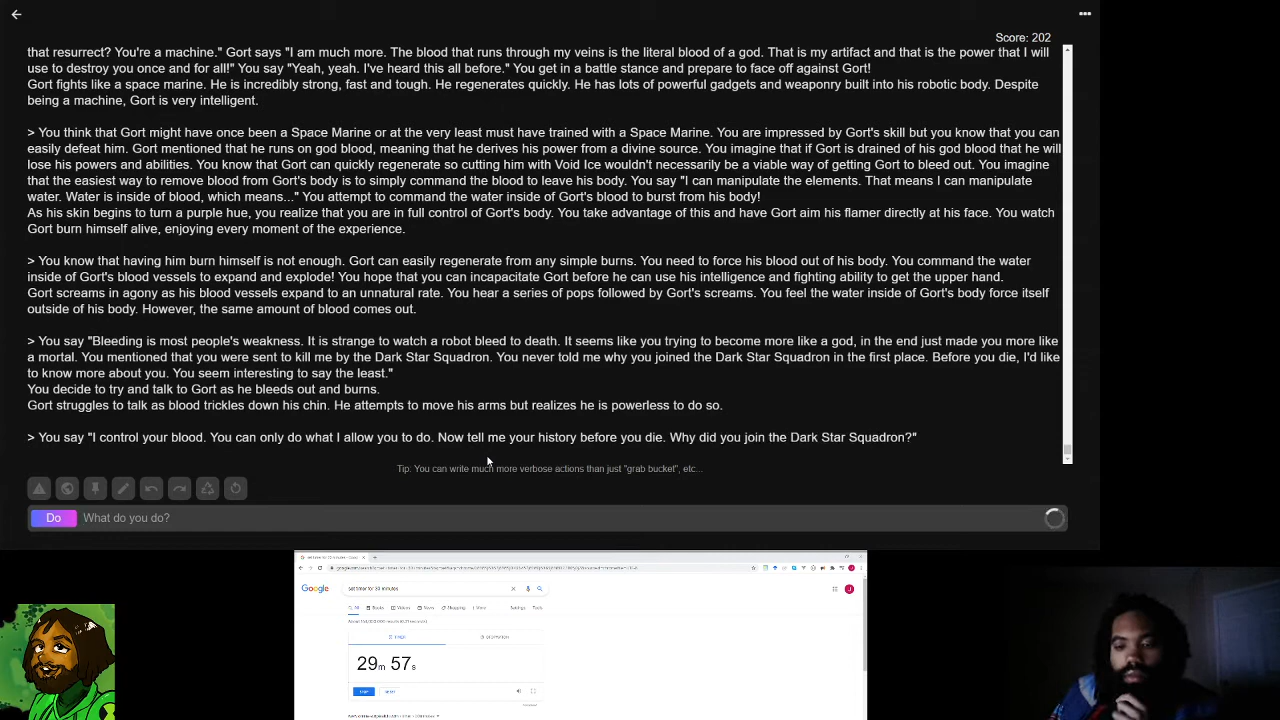 Score: 202
that resurrect? You're a machine." Gort says "I am much more. The blood that runs through my veins is the literal blood of a god. That is my artifact and that is the power that I will
use to destroy you once and for all!" You say "Yeah, yeah. I've heard this all before." You get in a battle stance and prepare to face off against Gort!
Gort fights like a space marine. He is incredibly strong, fast and tough. He regenerates quickly. He has lots of powerful gadgets and weaponry built into his robotic body. Despite
being a machine, Gort is very intelligent.
> You think that Gort might have once been a Space Marine or at the very least must have trained with a Space Marine. You are impressed by Gort's skill but you know that you can
easily defeat him. Gort mentioned that he runs on god blood, meaning that he derives his power from a divine source. You imagine that if Gort is drained of his god blood that he will
lose his powers and abilities. You know that Gort can quickly regenerate so cutting him with Void Ice wouldn't necessarily be a viable way of getting Gort to bleed out. You imagine
that the easiest way to remove blood from Gort's body is to simply command the blood to leave his body. You say "I can manipulate the elements. That means I can manipulate
water. Water is inside of blood, which means..." You attempt to command the water inside of Gort's blood to burst from his body!
As his skin begins to turn a purple hue, you realize that you are in full control of Gort's body. You take advantage of this and have Gort aim his flamer directly at his face. You watch
Gort burn himself alive, enjoying every moment of the experience.
> You know that having him burn himself is not enough. Gort can easily regenerate from any simple burns. You need to force his blood out of his body. You command the water
inside of Gort's blood vessels to expand and explode! You hope that you can incapacitate Gort before he can use his intelligence and fighting ability to get the upper hand.
Gort screams in agony as his blood vessels expand to an unnatural rate. You hear a series of pops followed by Gort's screams. You feel the water inside of Gort's body force itself
outside of his body. However, the same amount of blood comes out.
> You say "Bleeding is most people's weakness. It is strange to watch a robot bleed to death. It seems like you trying to become more like a god, in the end just made you more like
a mortal. You mentioned that you were sent to kill me by the Dark Star Squadron. You never told me why you joined the Dark Star Squadron in the first place. Before you die, I'd like
to know more about you. You seem interesting to say the least."
You decide to try and talk to Gort as he bleeds out and burns.
Gort struggles to talk as blood trickles down his chin. He attempts to move his arms but realizes he is powerless to do so.
> You say "I control your blood. You can only do what I allow you to do. Now tell me your history before you die. Why did you join the Dark Star Squadron?"
Tip: You can write much more verbose actions than just "grab bucket", etc...
Do What do you do?
Google
All Books Videos News Shopping More Settings Tools
29m 57s